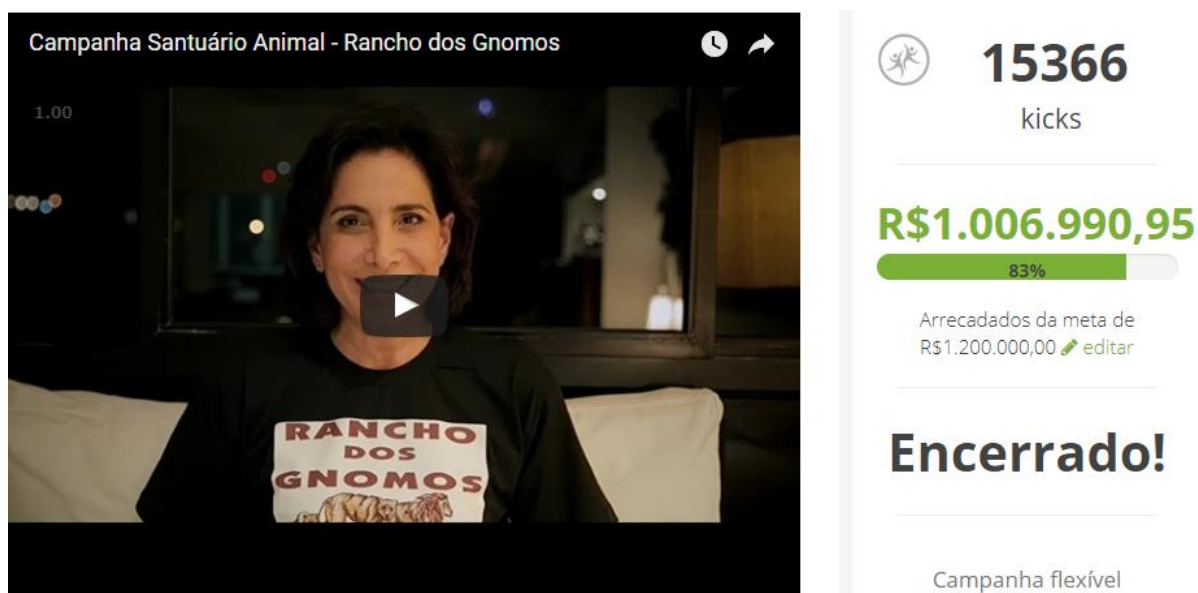 Campanha Santuário Animal - Rancho dos Gnomos
1.00
RANCHO
DOS
GNOMOS
15366
kicks
R$1.006.990,95
83%
Arrecadados da meta de
R$1.200.000,00 editar
Encerrado!
Campanha flexível